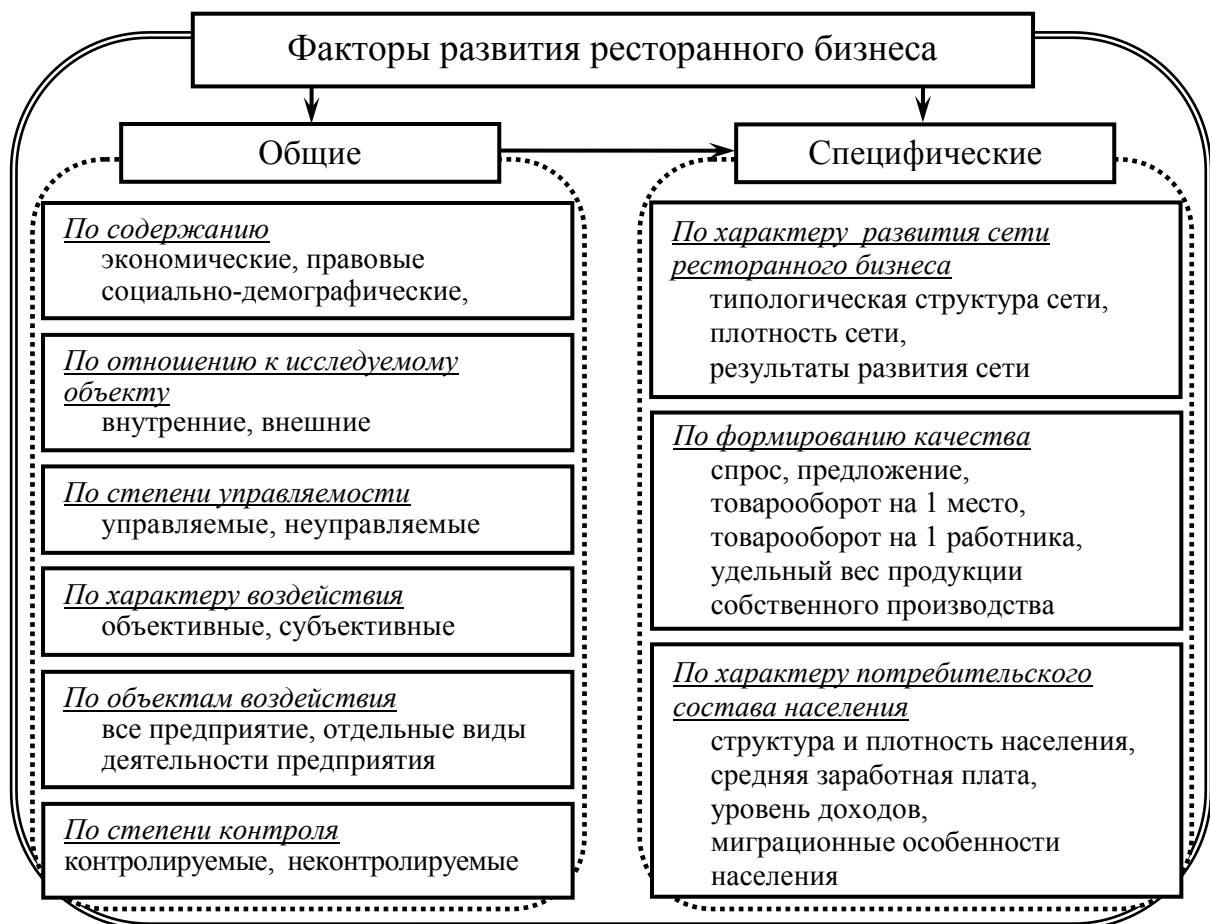 Факторы развития ресторанного бизнеса
Общие
По содержанию
экономические, правовые
социально-демографические,
По отношению к исследуемому
объекту
внутренние, внешние
По степени управляемости
управляемые, неуправляемые
По характеру воздействия
объективные, субъективные
По объектам воздействия
все предприятие, отдельные виды
деятельности предприятия
По степени контроля
контролируемые, неконтролируемые
Специфические
По характеру развития сети
ресторанного бизнеса
типологическая структура сети,
плотность сети,
результаты развития сети
По формированию качества
спрос, предложение,
товарооборот на 1 место,
товарооборот на 1 работника,
удельный вес продукции
собственного производства
По характеру потребительского
состава населения
структура и плотность населения,
средняя заработная плата,
уровень доходов,
миграционные особенности
населения